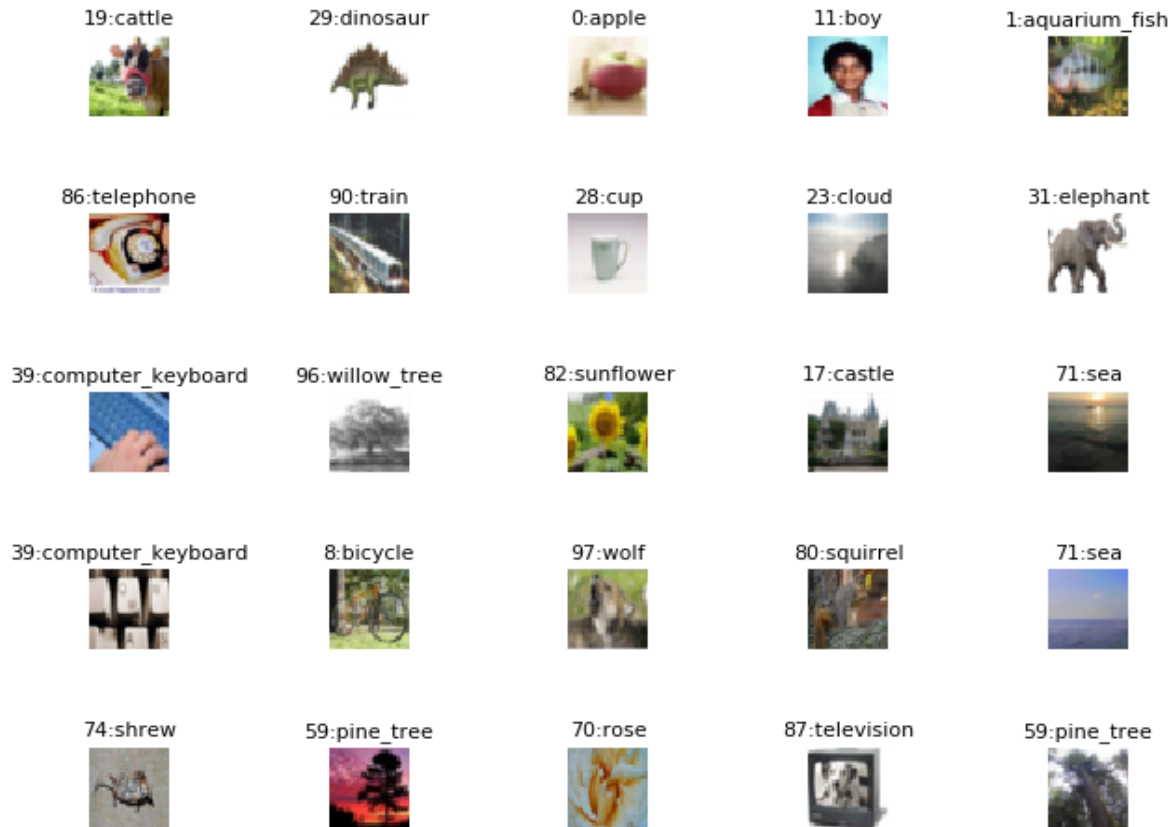 19:cattle 29:dinosaur 0:apple 11:boy 1:aquarium_fish
86:telephone 90:train 28:cup 23:cloud 31:elephant
39:computer_keyboard 96:willow_tree 82:sunflower 17:castle 71:sea
39:computer_keyboard 8:bicycle 97:wolf 80:squirrel 71:sea
74:shrew 59:pine_tree 70:rose 87:television 59:pine_tree